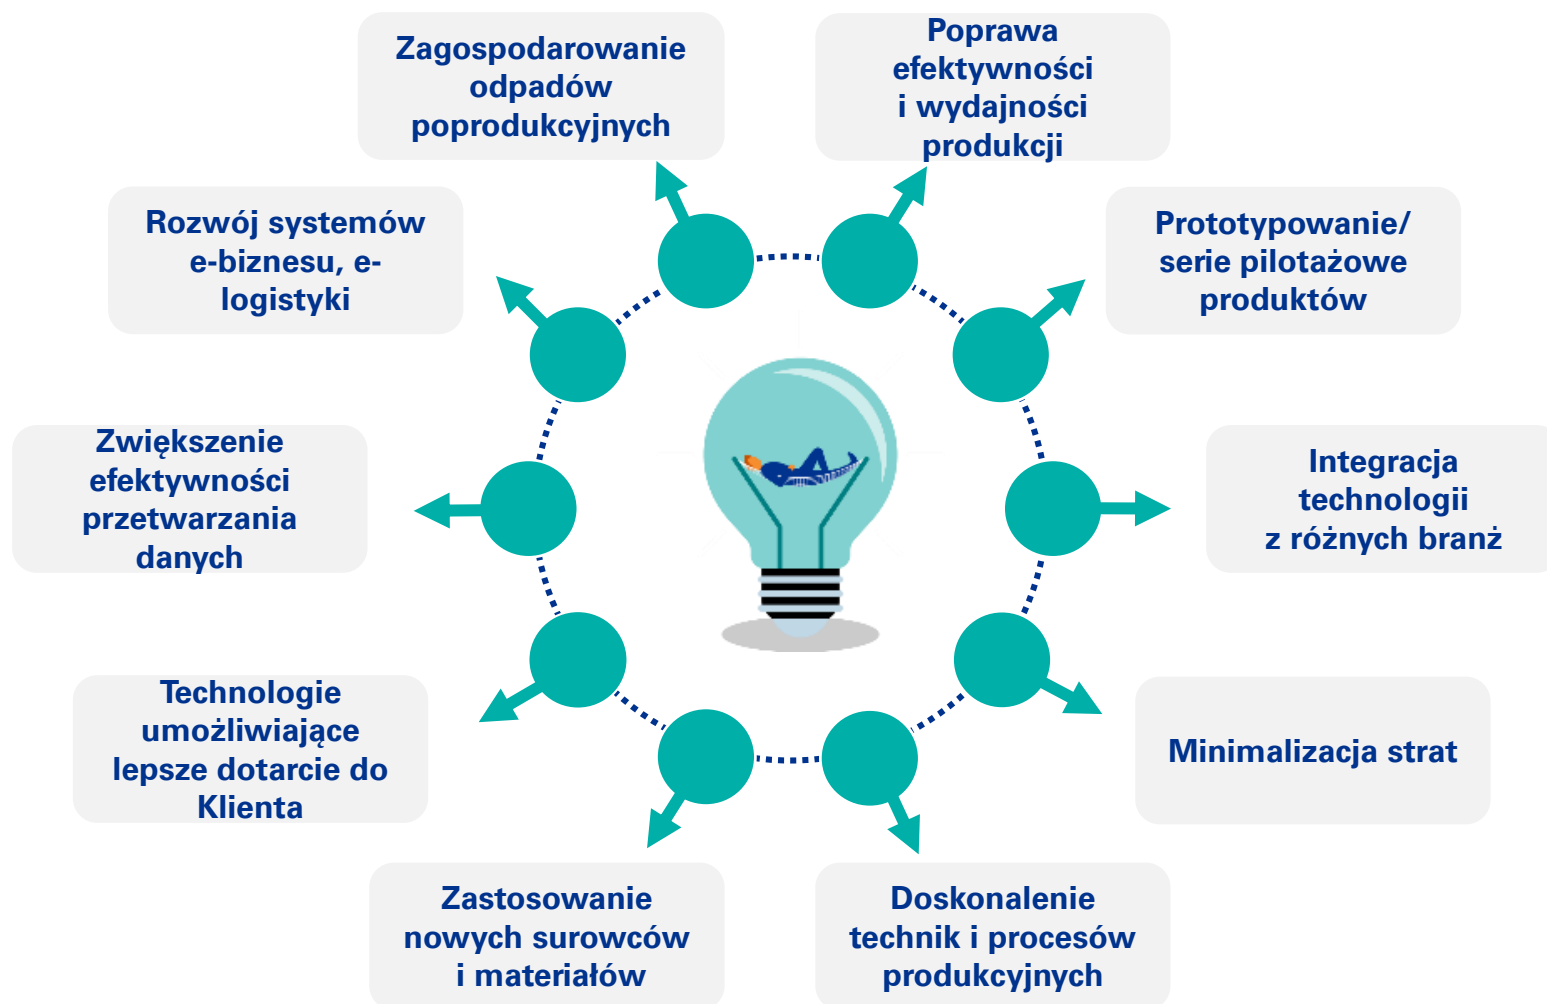 Zagospodarowanie
odpadów
poprodukcyjnych
Poprawa
efektywności
i wydajności
produkcji
Rozwój systemów
e-biznesu, e-
logistyki
Prototypowanie/
serie pilotażowe
produktów
Zwiększenie
efektywności
przetwarzania
danych
Integracja
technologii
z różnych branż
Technologie
umożliwiające
lepsze dotarcie do
Klienta
Minimalizacja strat
Zastosowanie
nowych surowców
i materiałów
Doskonalenie
technik i procesów
produkcyjnych